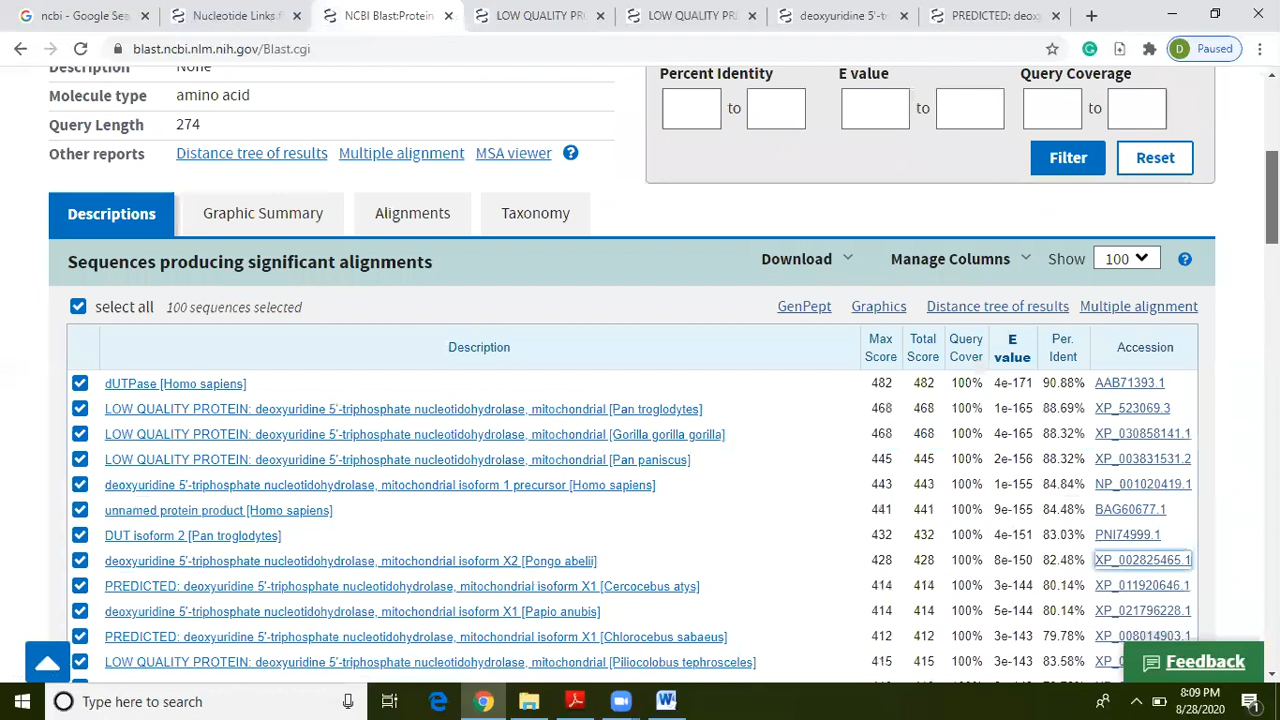 ncbi - Google Sea
Nucleotide Links f
NCBI Blast:Protein
LOW QUALITY PR
LOW QUALITY PR
deoxyuridine 5'-t
PREDICTED: deox
blast.ncbi.nlm.nih.gov/Blast.cgi
D Paused
Description None
Molecule type amino acid
Query Length 274
Other reports Distance tree of results Multiple alignment MSA viewer ?
Percent Identity E value Query Coverage
to to to
Filter Reset
Descriptions Graphic Summary Alignments Taxonomy
Sequences producing significant alignments Download Manage Columns Show 100 ?
select all 100 sequences selected GenPept Graphics Distance tree of results Multiple alignment
Description Max Score Total Score Query Cover E value Per. Ident Accession
dUTPase [Homo sapiens] 482 482 100% 4e-171 90.88% AAB71393.1
LOW QUALITY PROTEIN: deoxyuridine 5'-triphosphate nucleotidohydrolase, mitochondrial [Pan troglodytes] 468 468 100% 1e-165 88.69% XP_523069.3
LOW QUALITY PROTEIN: deoxyuridine 5'-triphosphate nucleotidohydrolase, mitochondrial [Gorilla gorilla gorilla] 468 468 100% 4e-165 88.32% XP_030858141.1
LOW QUALITY PROTEIN: deoxyuridine 5'-triphosphate nucleotidohydrolase, mitochondrial [Pan paniscus] 445 445 100% 2e-156 88.32% XP_003831531.2
deoxyuridine 5'-triphosphate nucleotidohydrolase, mitochondrial isoform 1 precursor [Homo sapiens] 443 443 100% 1e-155 84.84% NP_001020419.1
unnamed protein product [Homo sapiens] 441 441 100% 9e-155 84.48% BAG60677.1
DUT isoform 2 [Pan troglodytes] 432 432 100% 4e-151 83.03% PNI74999.1
deoxyuridine 5'-triphosphate nucleotidohydrolase, mitochondrial isoform X2 [Pongo abelii] 428 428 100% 8e-150 82.48% XP_002825465.1
PREDICTED: deoxyuridine 5'-triphosphate nucleotidohydrolase, mitochondrial isoform X1 [Cercocebus atys] 414 414 100% 3e-144 80.14% XP_011920646.1
deoxyuridine 5'-triphosphate nucleotidohydrolase, mitochondrial isoform X1 [Papio anubis] 414 414 100% 5e-144 80.14% XP_021796228.1
PREDICTED: deoxyuridine 5'-triphosphate nucleotidohydrolase, mitochondrial isoform X1 [Chlorocebus sabaeus] 412 412 100% 3e-143 79.78% XP_008014903.1
LOW QUALITY PROTEIN: deoxyuridine 5'-triphosphate nucleotidohydrolase, mitochondrial [Piliocolobus tephrosceles] 415 415 100% 3e-143 83.58%
Feedback
Type here to search
8:09 PM
8/28/2020
1